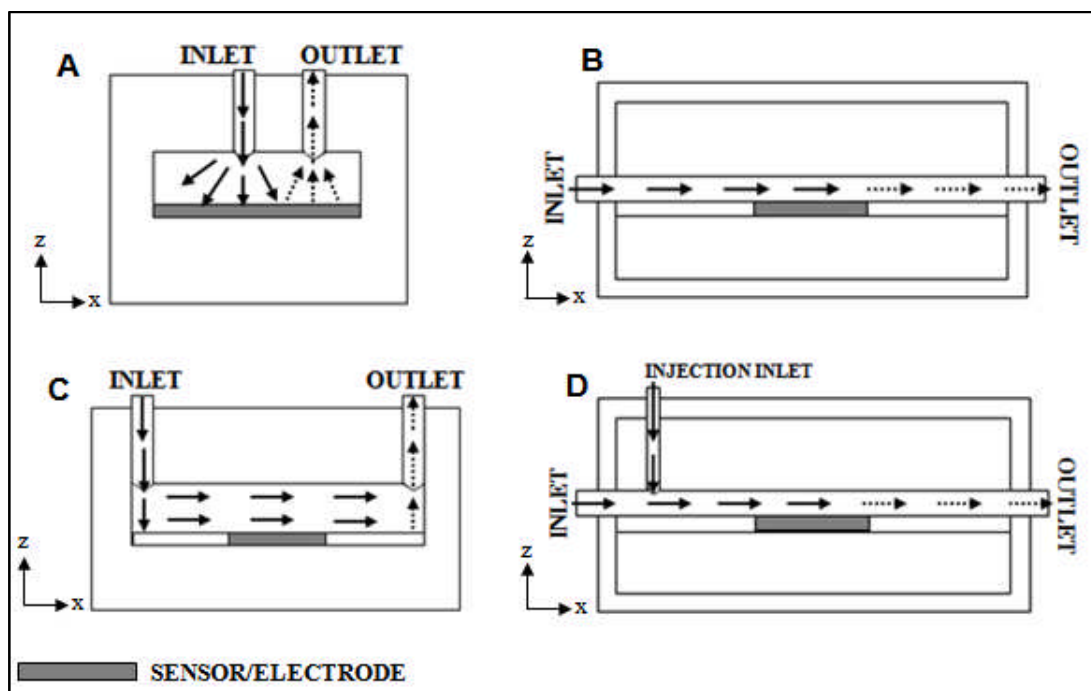 A
INLET OUTLET
z
x
B
INLET
OUTLET
z
x
C
INLET OUTLET
z
x
D
INJECTION INLET
INLET
OUTLET
z
x
SENSOR/ELECTRODE